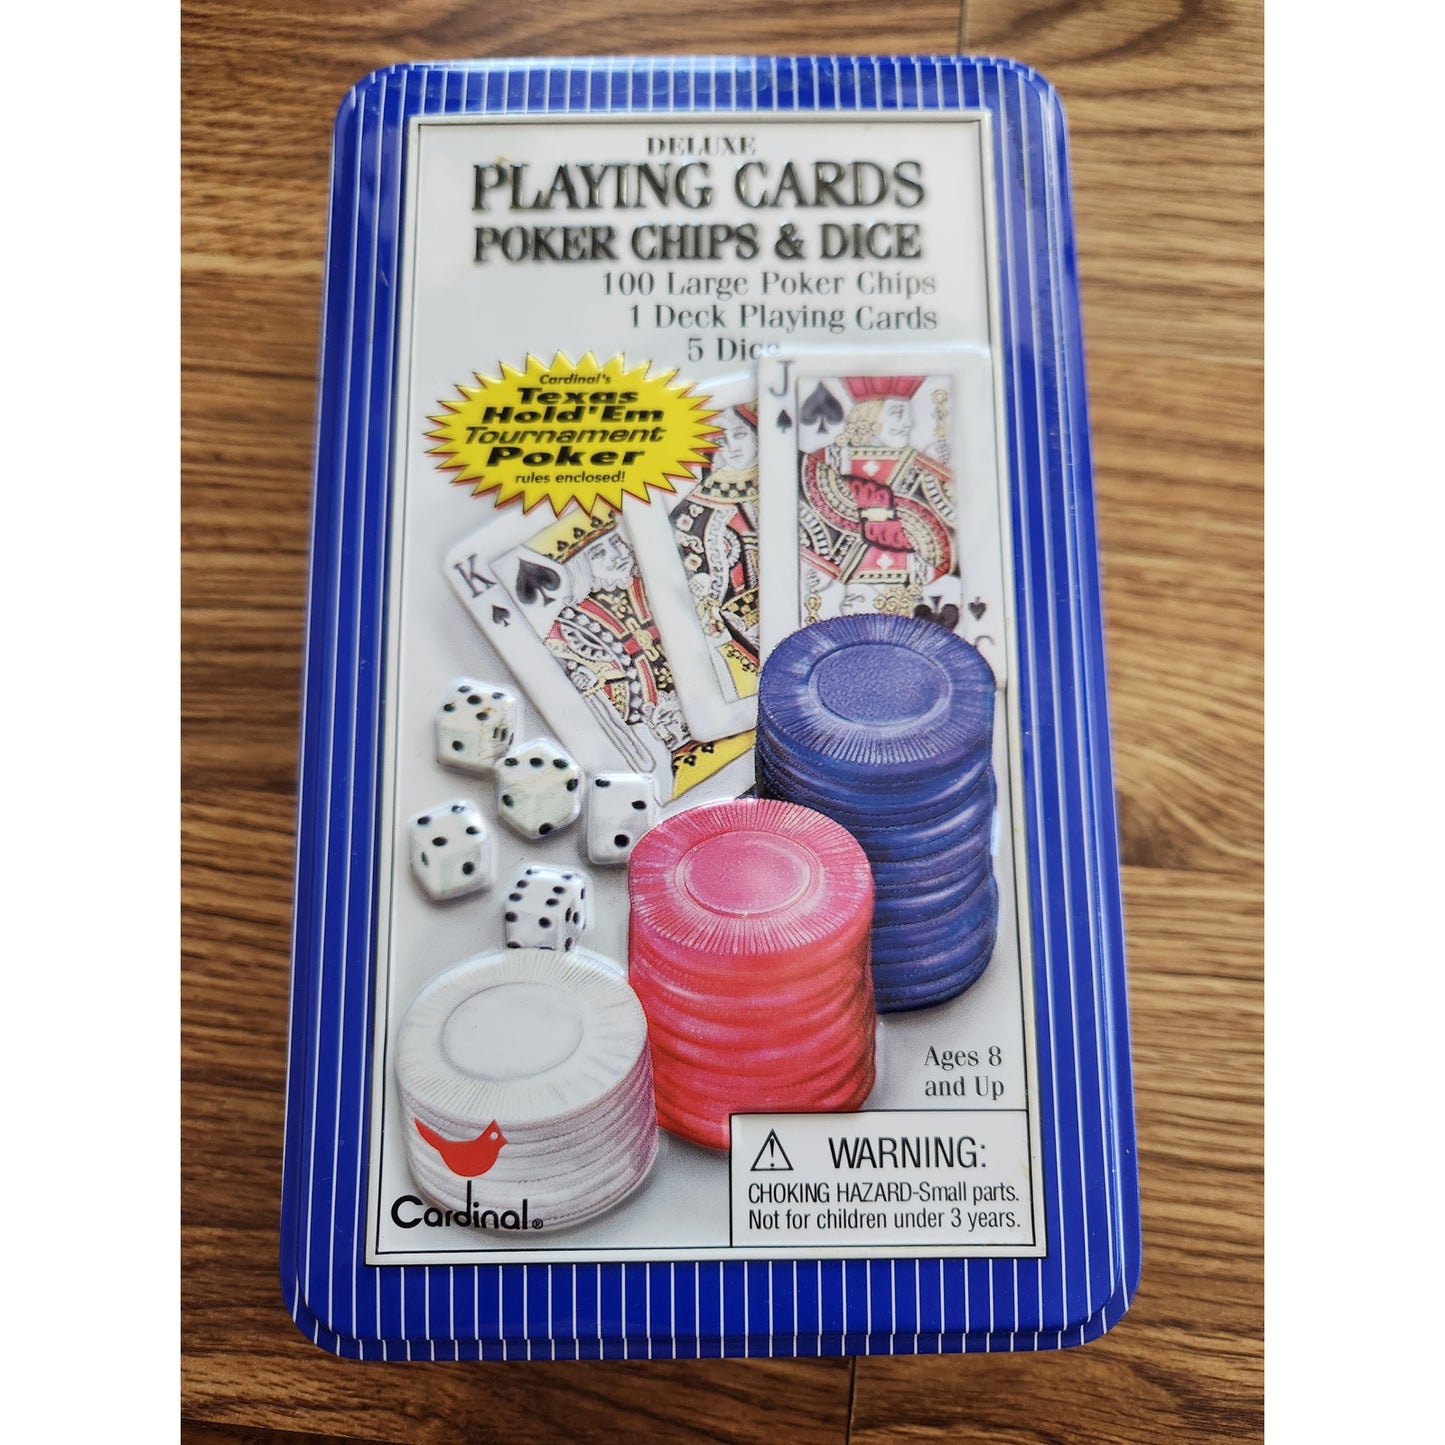 DELUXE
PLAYING CARDS
POKER CHIPS & DICE
100 Large Poker Chips
1 Deck Playing Cards
5 Dice
Cardinal's
Texas
Hold'Em
Tournament
Poker
rules enclosed!
J
K
Ages 8
and Up
WARNING:
CHOKING HAZARD-Small parts.
Not for children under 3 years.
Cardinal®